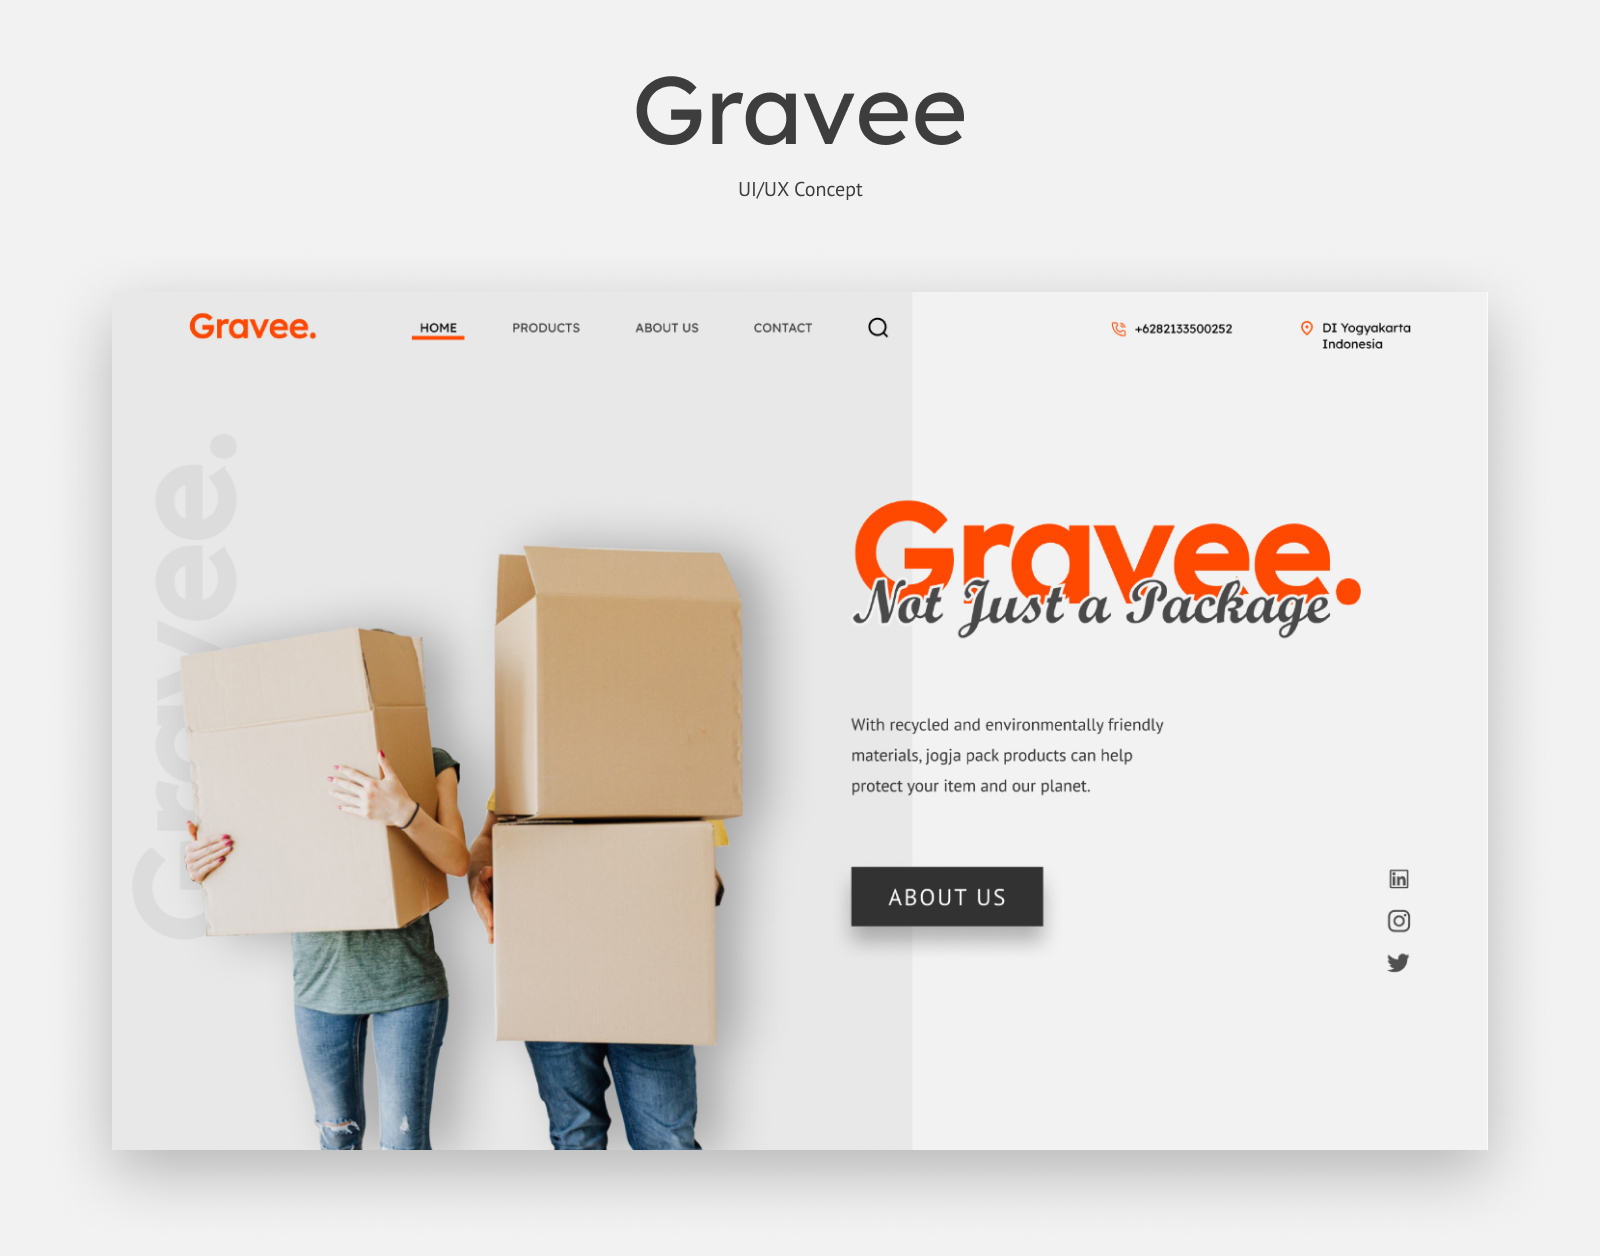 Gravee
UI/UX Concept
Gravee.
HOME
PRODUCTS
ABOUT US
CONTACT
+6282133500252
DI Yogyakarta
Indonesia
Gravee.
Gravee.
Not Just a Package
With recycled and environmentally friendly
materials, jogja pack products can help
protect your item and our planet.
ABOUT US
in